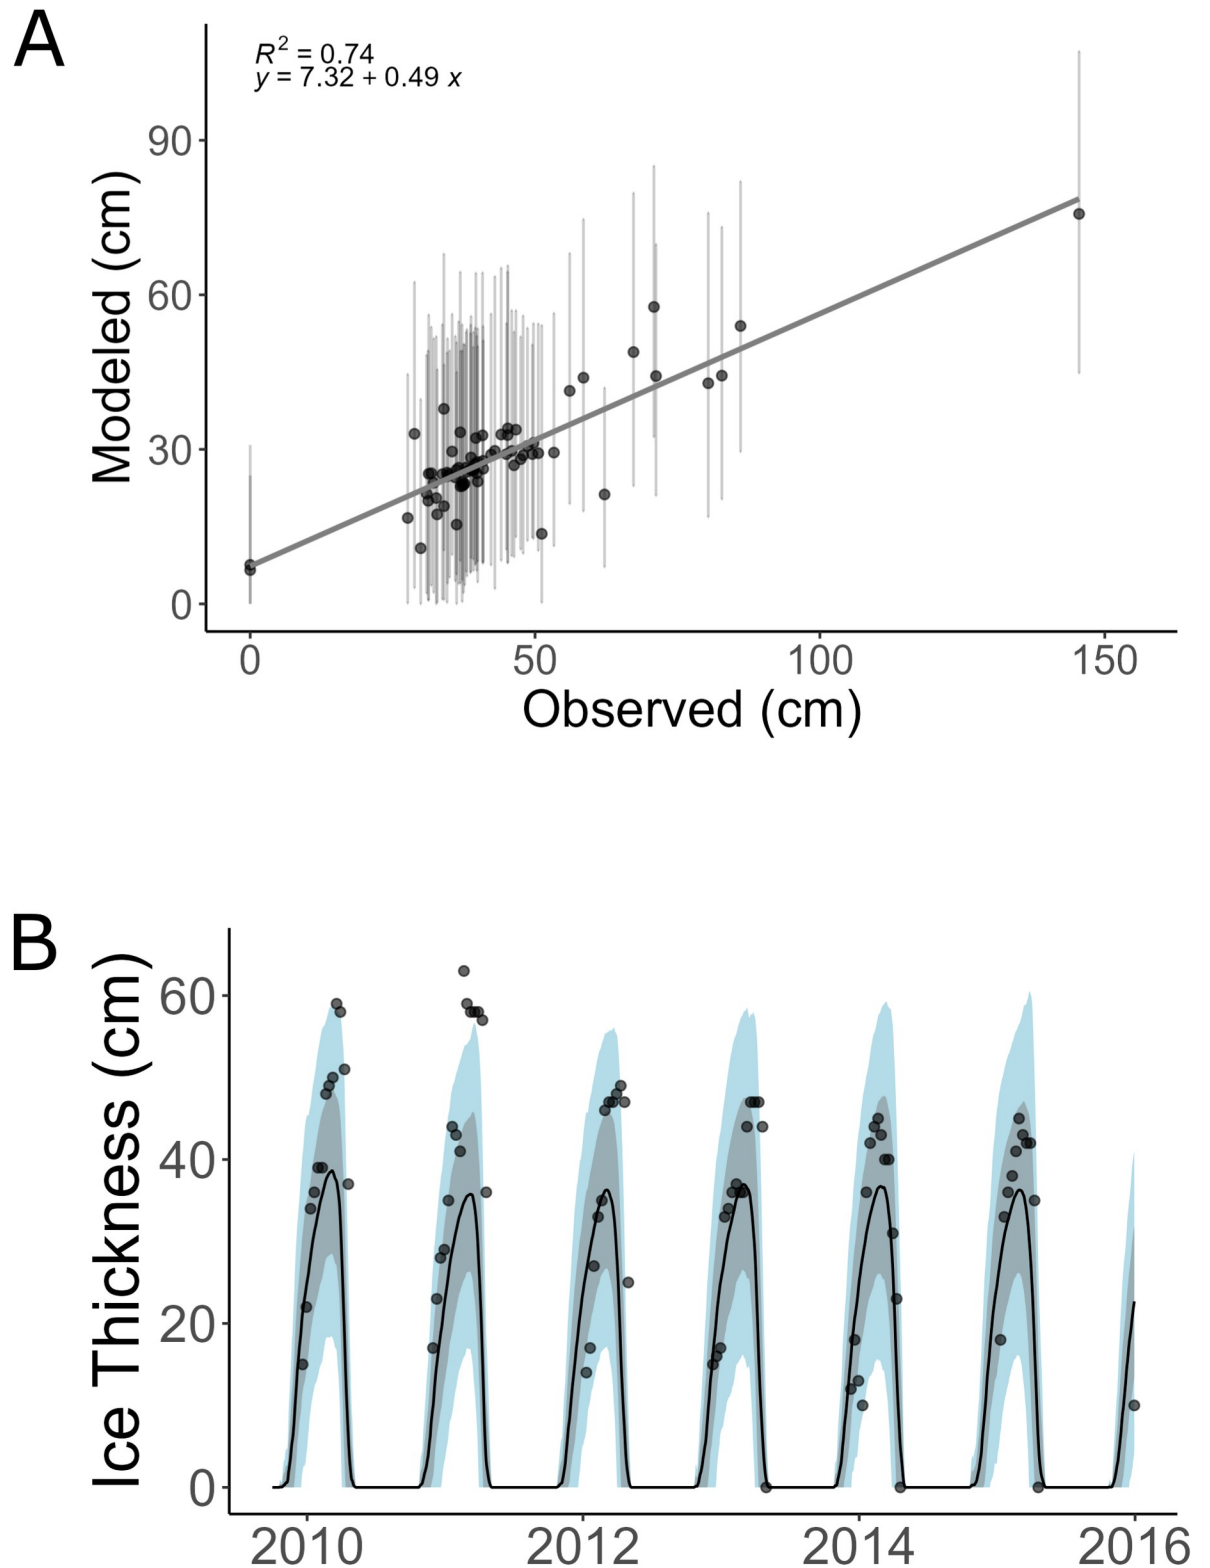 A
R² = 0.74
y = 7.32 + 0.49 x
90
60
30
0
Modeled (cm)
0 50 100 150
Observed (cm)
B
60
40
20
0
Ice Thickness (cm)
2010 2012 2014 2016